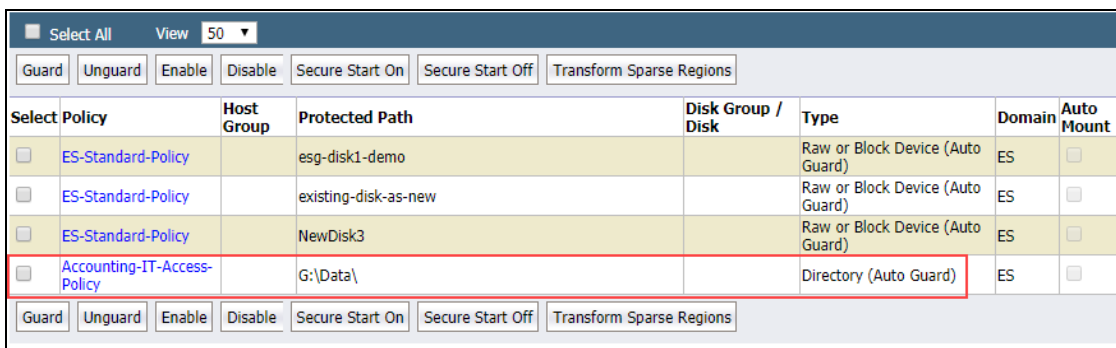 Select All View 50
Guard Unguard Enable Disable Secure Start On Secure Start Off Transform Sparse Regions
Select Policy Host Group Protected Path Disk Group / Disk Type Domain Auto Mount
ES-Standard-Policy esg-disk1-demo Raw or Block Device (Auto Guard) ES
ES-Standard-Policy existing-disk-as-new Raw or Block Device (Auto Guard) ES
ES-Standard-Policy NewDisk3 Raw or Block Device (Auto Guard) ES
Accounting-IT-Access-Policy G:\Data\ Directory (Auto Guard) ES
Guard Unguard Enable Disable Secure Start On Secure Start Off Transform Sparse Regions